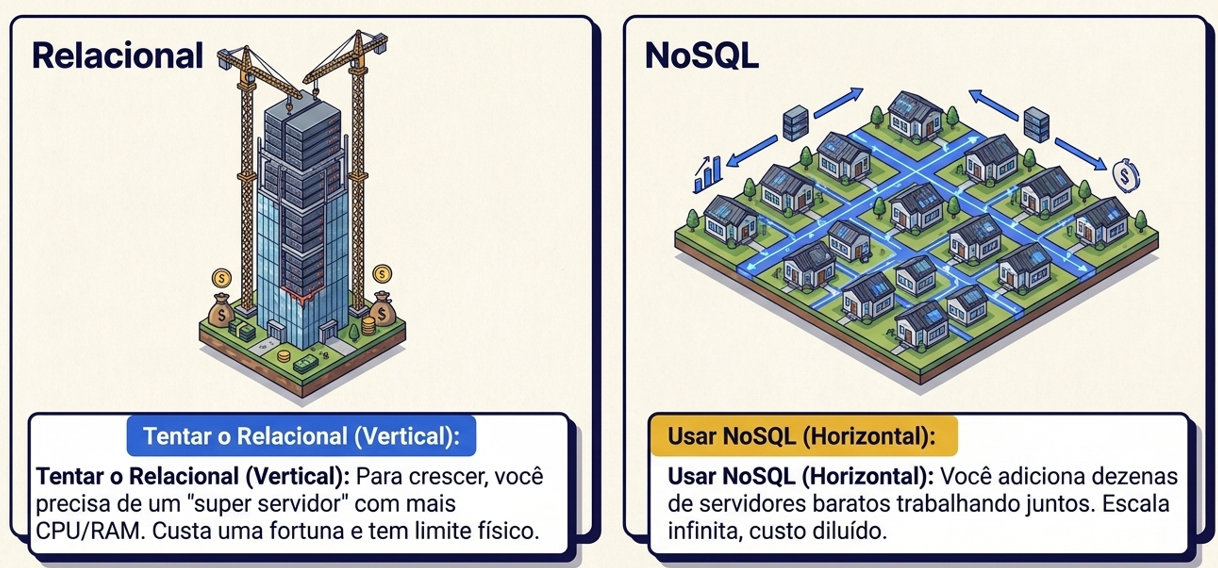 Relacional
Tentar o Relacional (Vertical):
Tentar o Relacional (Vertical): Para crescer, você
precisa de um "super servidor" com mais
CPU/RAM. Custa uma fortuna e tem limite físico.
NoSQL
Usar NoSQL (Horizontal):
Usar NoSQL (Horizontal): Você adiciona dezenas
de servidores baratos trabalhando juntos. Escala
infinita, custo diluído.